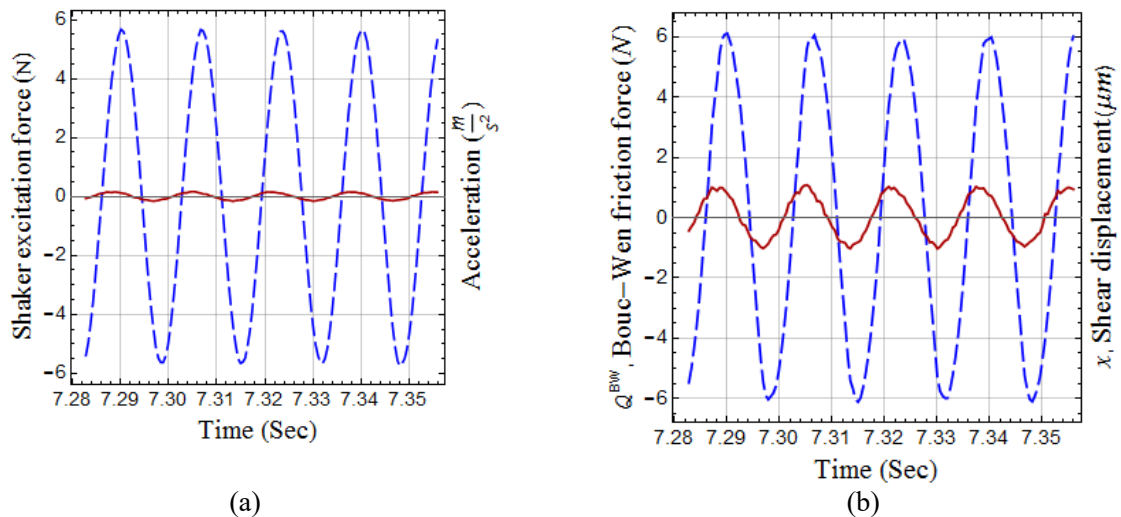 Shaker excitation force (N)
6
4
2
0
-2
-4
-6
7.28 7.29 7.30 7.31 7.32 7.33 7.34 7.35
Time (Sec)
Acceleration (m/s²)
(a)
Q^BW, Bouc-Wen friction force (N)
6
4
2
0
-2
-4
-6
7.28 7.29 7.30 7.31 7.32 7.33 7.34 7.35
Time (Sec)
x, Shear displacement(μm)
(b)